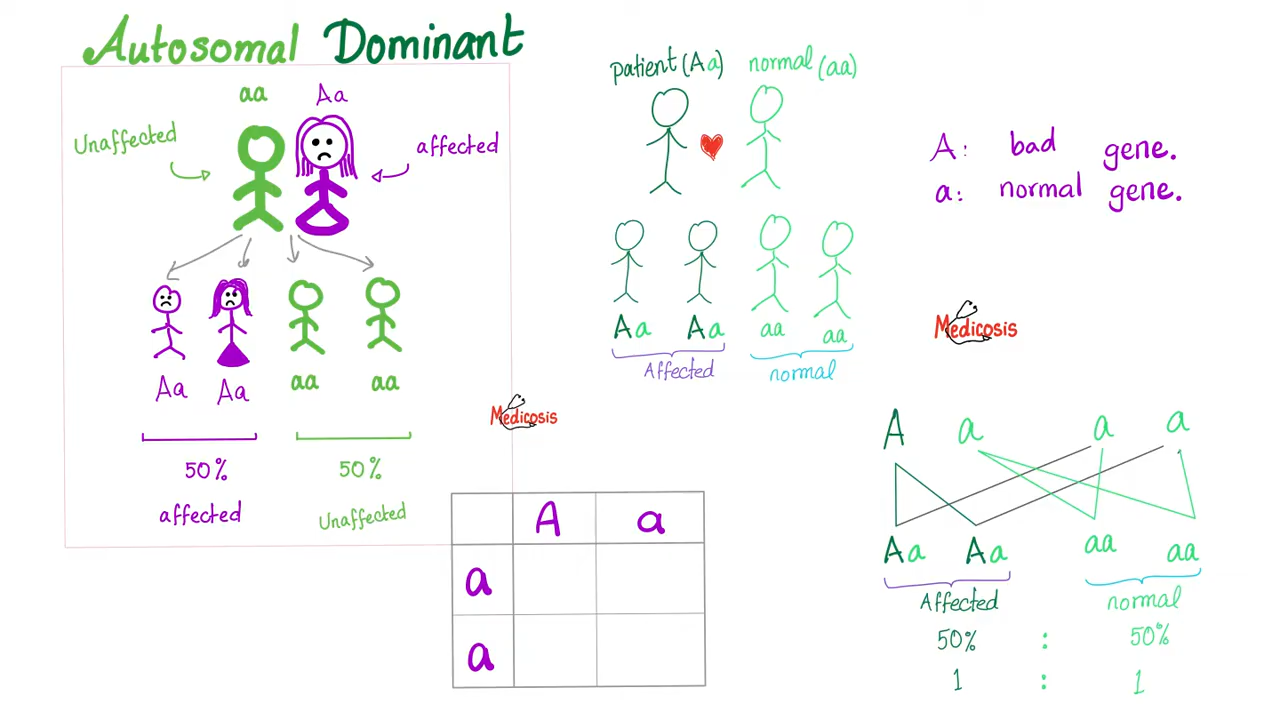 Autosomal Dominant
aa
Aa
Unaffected
affected
Aa
Aa
aa
aa
50%
50%
affected
Unaffected
patient (Aa)
normal (aa)
Aa
Aa
aa
aa
Affected
normal
A: bad gene.
a: normal gene.
Medicosis
Medicosis
A
a
a
a
A
a
a
a
Aa
Aa
aa
aa
Affected
normal
50% : 50%
1 : 1